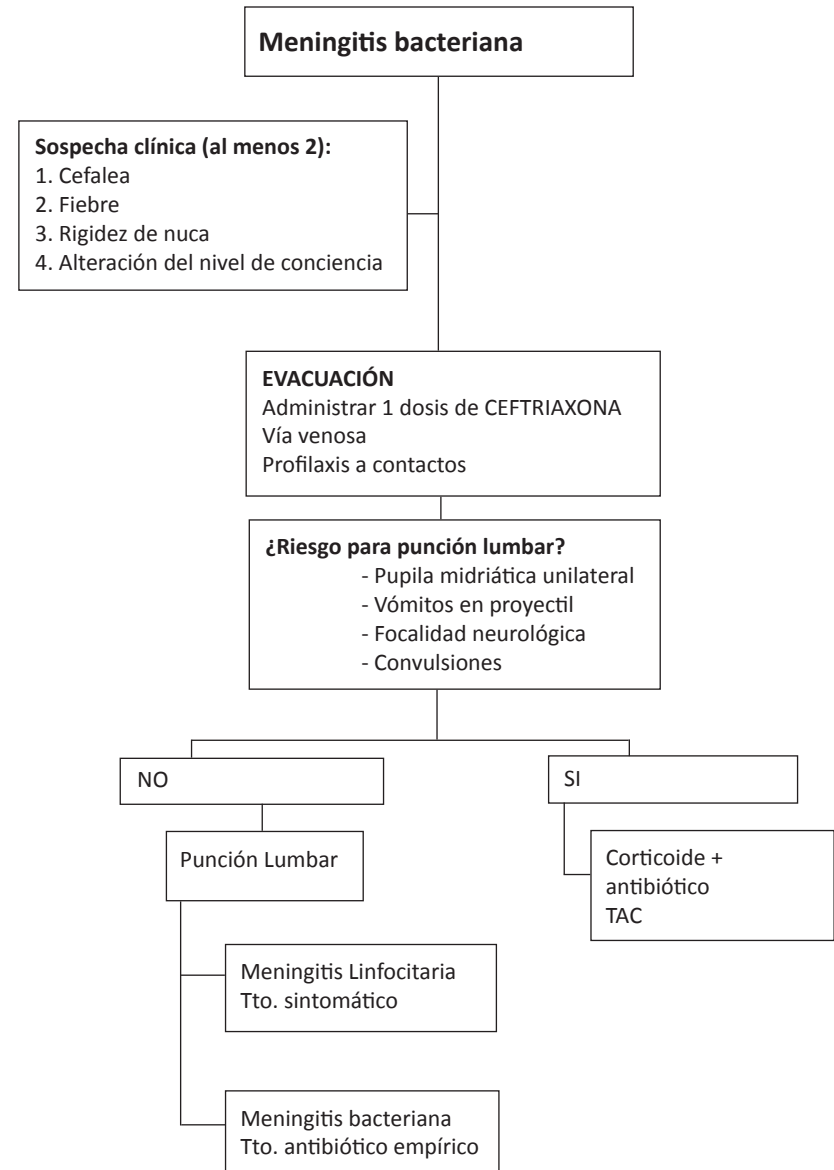 Meningitis bacteriana
Sospecha clínica (al menos 2):
1. Cefalea
2. Fiebre
3. Rigidez de nuca
4. Alteración del nivel de conciencia
EVACUACIÓN
Administrar 1 dosis de CEFTRIAXONA
Vía venosa
Profilaxis a contactos
¿Riesgo para punción lumbar?
- Pupila midriática unilateral
- Vómitos en proyectil
- Focalidad neurológica
- Convulsiones
NO
SI
Punción Lumbar
Corticoide +
antibiótico
TAC
Meningitis Linfocitaria
Tto. sintomático
Meningitis bacteriana
Tto. antibiótico empírico